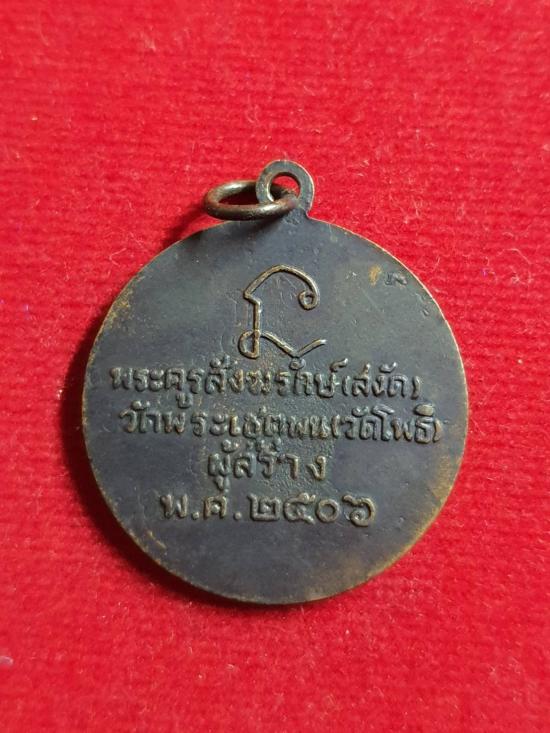 พระครูสังฆรักษ์(สงัด)
วัดพระเชตุพน(วัดโพธิ์)
ผู้สร้าง
พ.ศ.๒๕๐๖